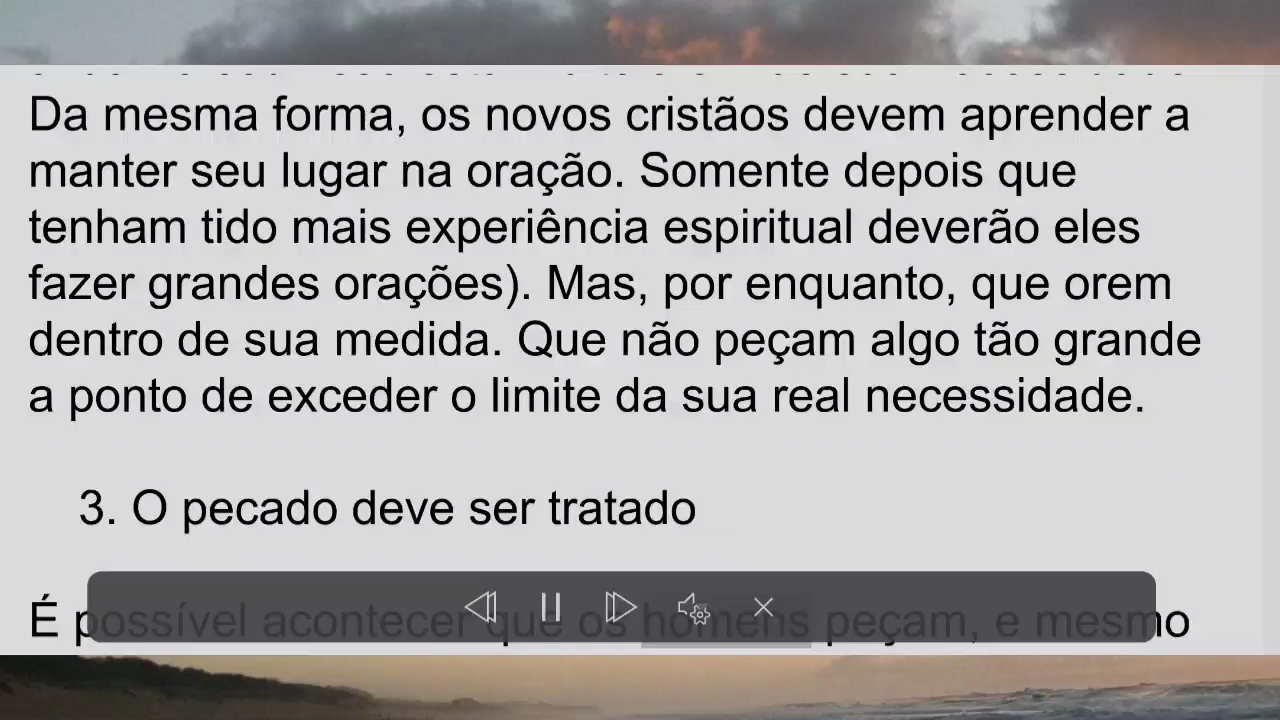 Da mesma forma, os novos cristãos devem aprender a
manter seu lugar na oração. Somente depois que
tenham tido mais experiência espiritual deverão eles
fazer grandes orações). Mas, por enquanto, que orem
dentro de sua medida. Que não peçam algo tão grande
a ponto de exceder o limite da sua real necessidade.
3. O pecado deve ser tratado
É possível acontecer que os homens peçam, e mesmo